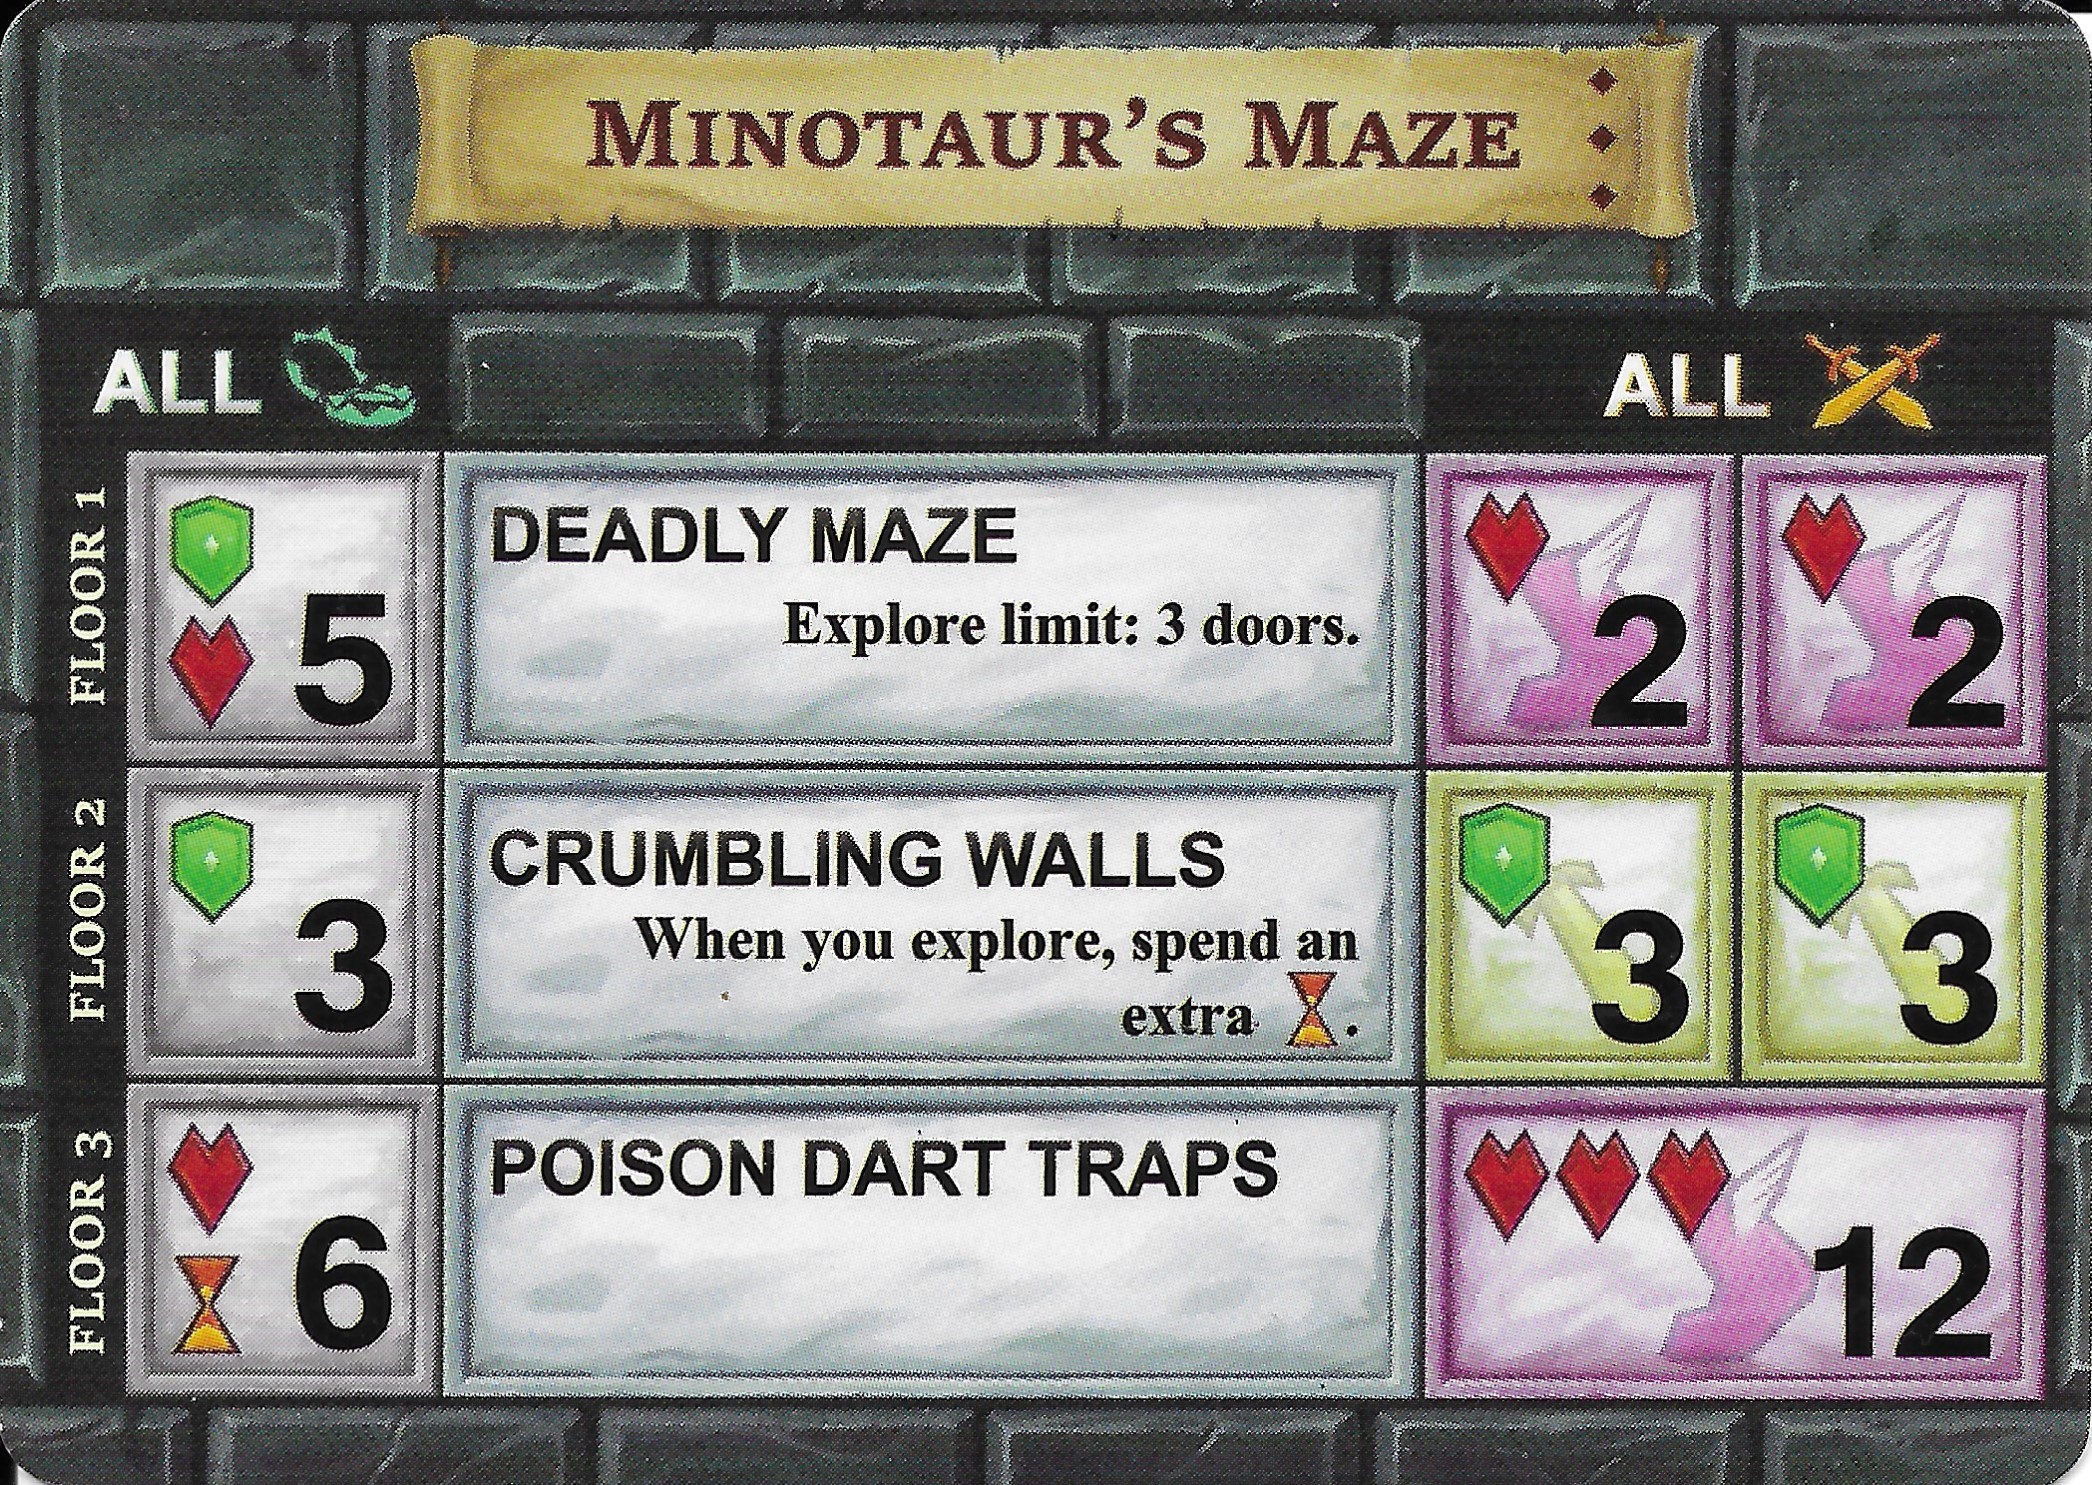 MINOTAUR'S MAZE
ALL ALL
FLOOR 1
5
DEADLY MAZE
Explore limit: 3 doors.
2 2
FLOOR 2
3
CRUMBLING WALLS
When you explore, spend an
extra .
3 3
FLOOR 3
6
POISON DART TRAPS
12